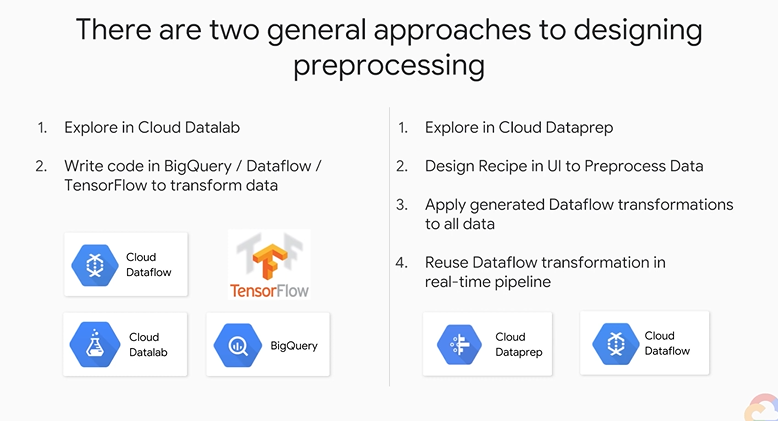 There are two general approaches to designing
preprocessing
1. Explore in Cloud Datalab
2. Write code in BigQuery / Dataflow /
TensorFlow to transform data
Cloud
Dataflow
TF
TensorFlow
Cloud
Datalab
BigQuery
1. Explore in Cloud Dataprep
2. Design Recipe in UI to Preprocess Data
3. Apply generated Dataflow transformations
to all data
4. Reuse Dataflow transformation in
real-time pipeline
Cloud
Dataprep
Cloud
Dataflow